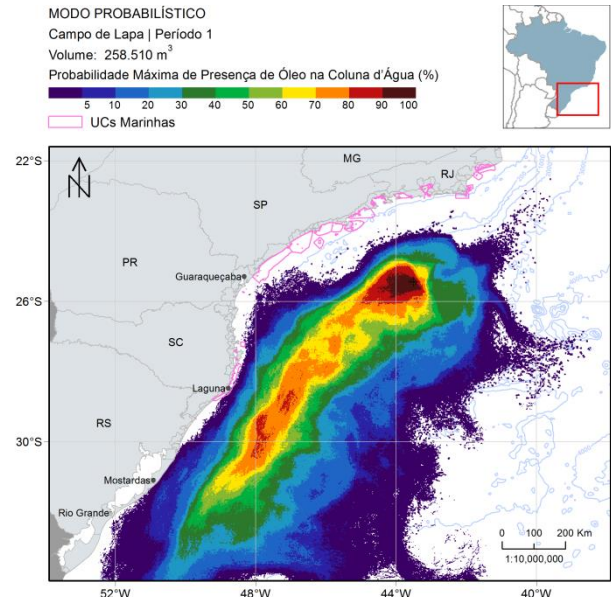 MODO PROBABILÍSTICO
Campo de Lapa | Período 1
Volume: 258.510 m³
Probabilidade Máxima de Presença de Óleo na Coluna d'Água (%)
5 10 20 30 40 50 60 70 80 90 100
UCs Marinhas
22°S
26°S
30°S
N
MG
RJ
SP
PR
Guaraqueçaba
SC
Laguna
RS
Mostardas
Rio Grande
0 100 200 Km
1:10,000,000
52°W 48°W 44°W 40°W